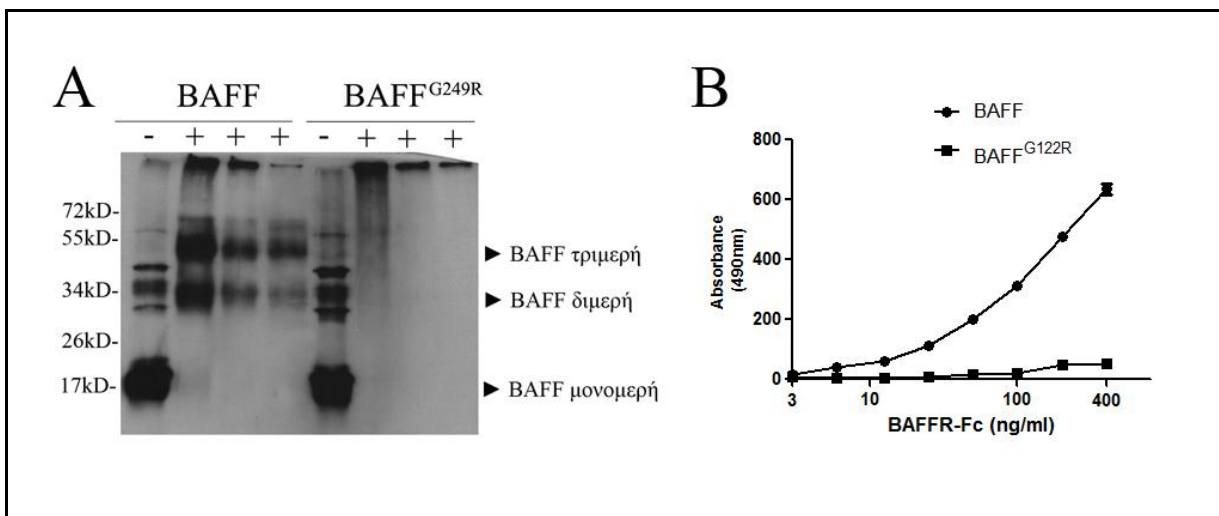 A
BAFF BAFF^G249R
- + + + - + + +
72kD-
55kD-
34kD-
26kD-
17kD-
► BAFF τριμερή
► BAFF διμερή
► BAFF μονομερή
B
BAFF
BAFF^G122R
Absorbance
(490nm)
800
600
400
200
0
3 10 100 400
BAFFR-Fc (ng/ml)